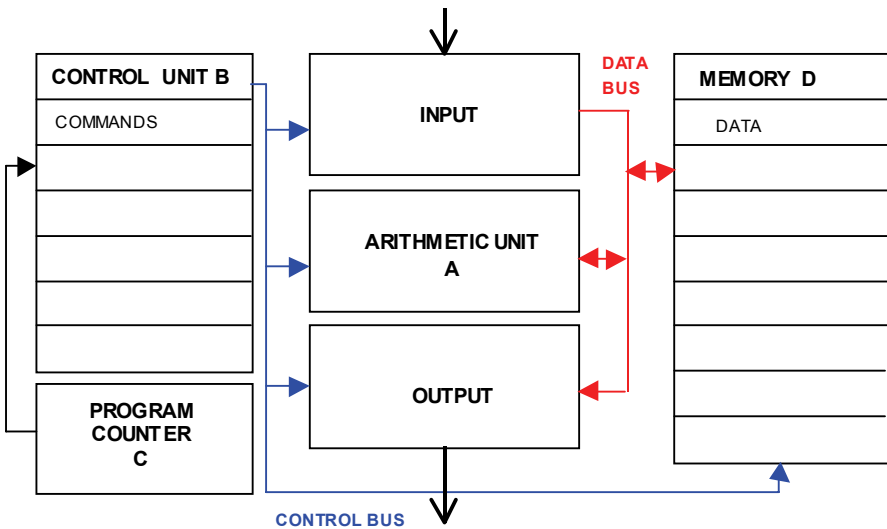 CONTROL UNIT B
COMMANDS
PROGRAM
COUNTER
C
INPUT
ARITHMETIC UNIT
A
OUTPUT
DATA
BUS
MEMORY D
DATA
CONTROL BUS